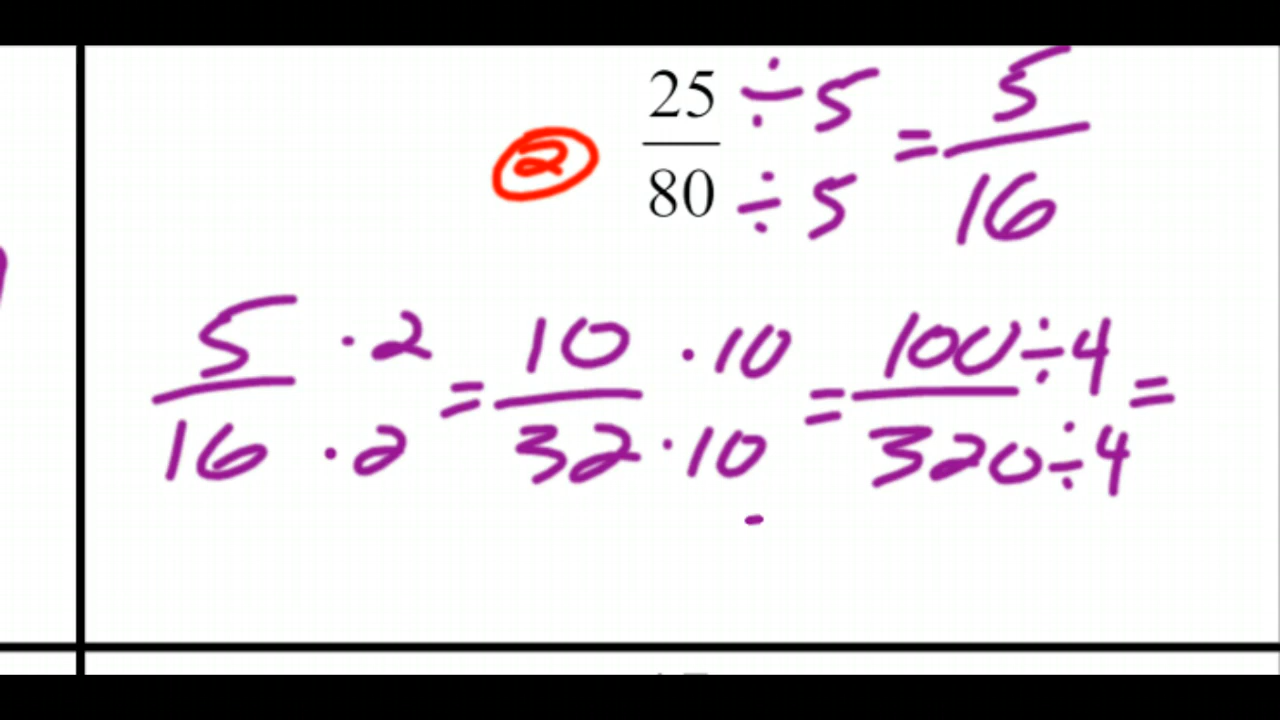 ② 25/80 ÷5/÷5 = 5/16
5/16 ·2/·2 = 10/32 ·10/·10 = 100/320 ÷4/÷4 =